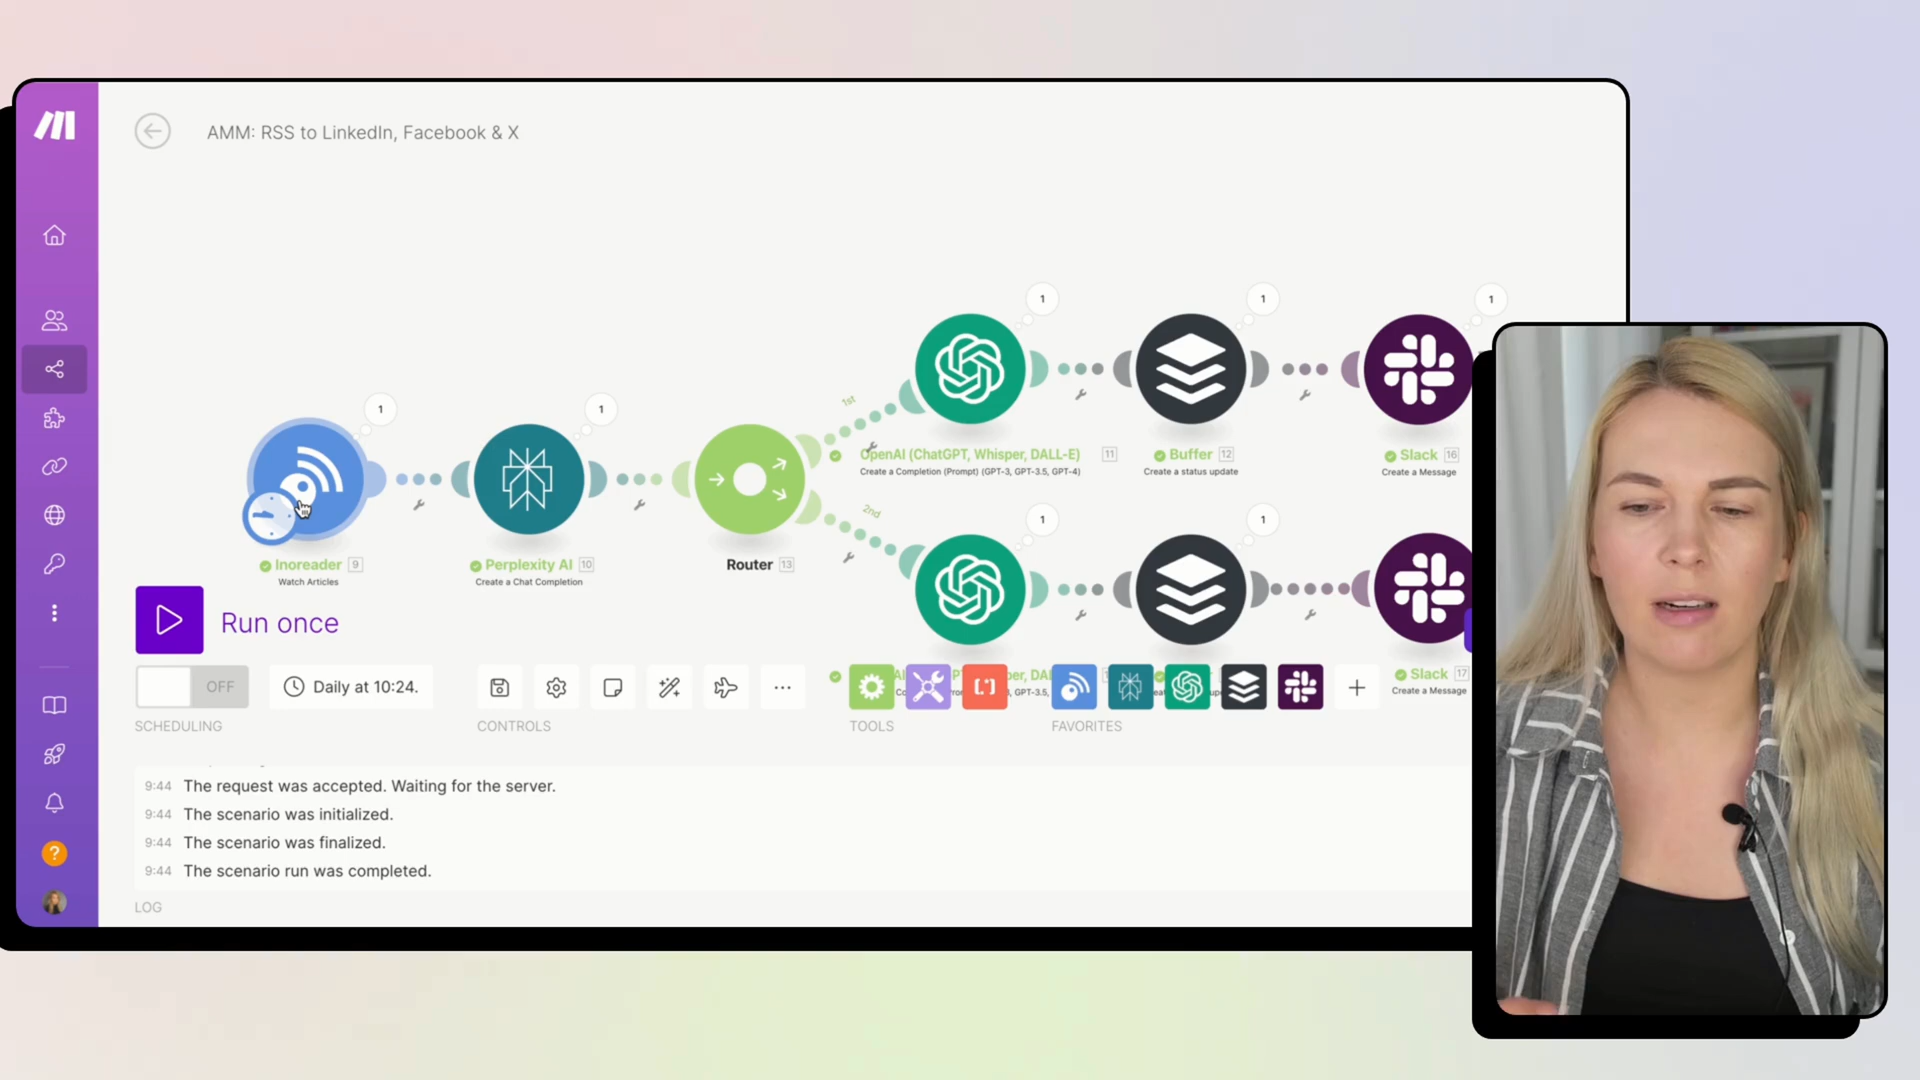 AMM: RSS to LinkedIn, Facebook & X
1
1
1
1
1
1st
OpenAI (ChatGPT, Whisper, DALL-E) 11
Create a Completion (Prompt) (GPT-3, GPT-3.5, GPT-4)
Buffer 12
Create a status update
Slack 16
Create a Message
2nd
1
1
Inoreader 9
Watch Articles
Perplexity AI 10
Create a Chat Completion
Router 13
Run once
OFF
Daily at 10:24.
Slack 17
Create a Message
SCHEDULING
CONTROLS
TOOLS
FAVORITES
9:44 The request was accepted. Waiting for the server.
9:44 The scenario was initialized.
9:44 The scenario was finalized.
9:44 The scenario run was completed.
LOG